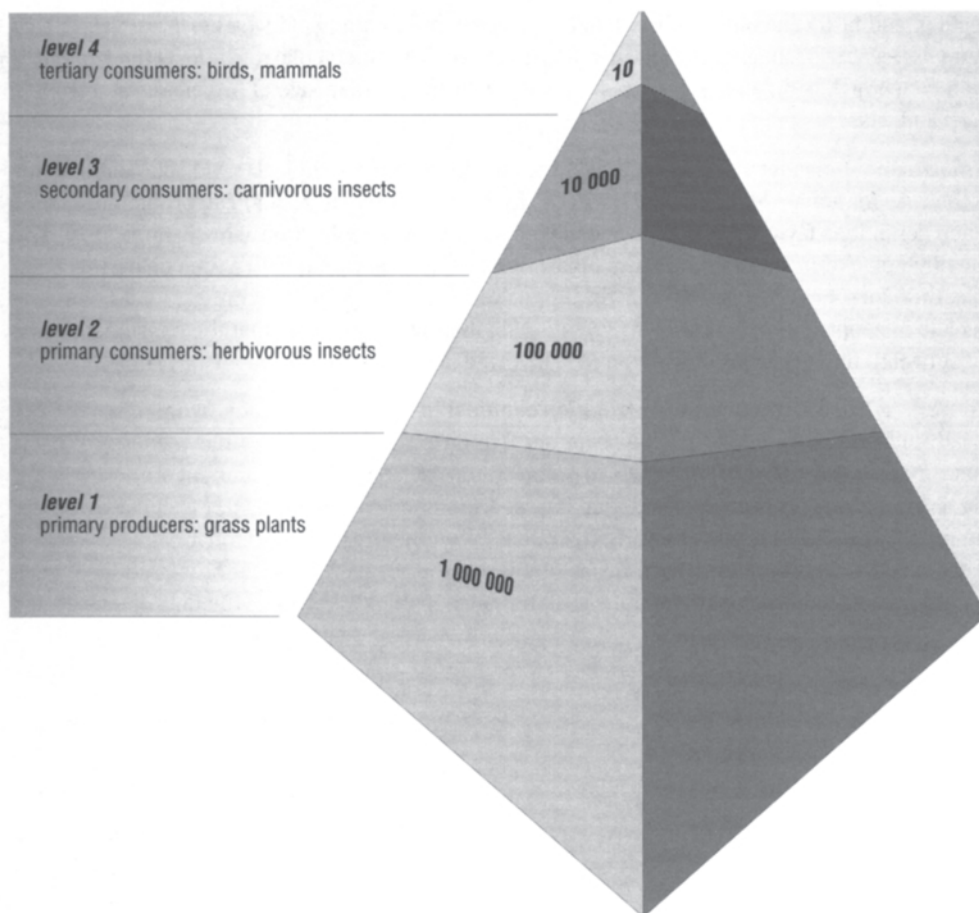 level 4
tertiary consumers: birds, mammals
10
level 3
secondary consumers: carnivorous insects
10 000
level 2
primary consumers: herbivorous insects
100 000
level 1
primary producers: grass plants
1 000 000